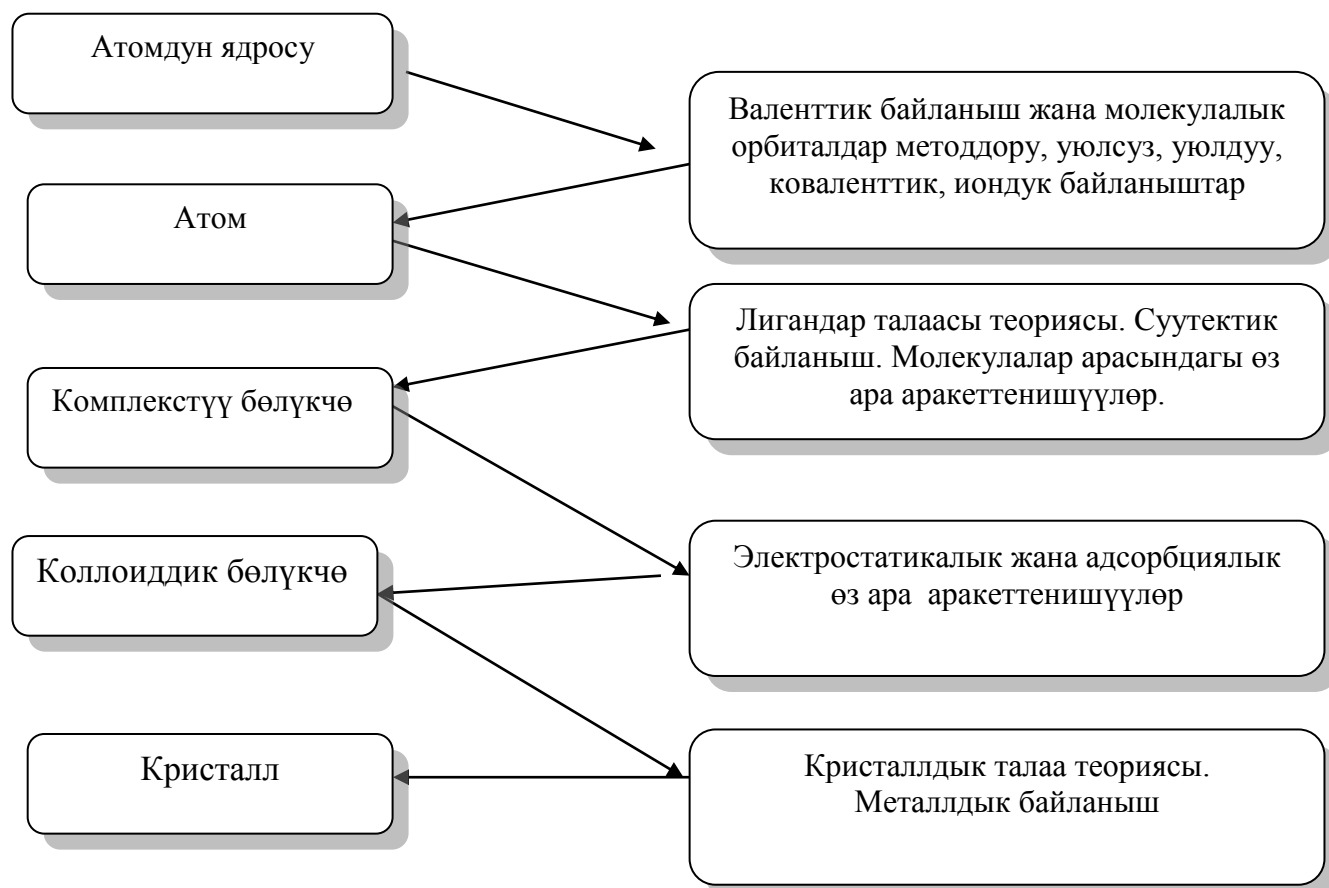 Атомдун ядросу
Валенттик байланыш жана молекулалык
орбиталдар методдору, уюлсуз, уюлдуу,
коваленттик, иондук байланыштар
Атом
Лигандар талаасы теориясы. Суутектик
байланыш. Молекулалар арасындагы өз
ара аракеттенишүүлөр.
Комплекстүү бөлүкчө
Электростатикалык жана адсорбциялык
өз ара  аракеттенишүүлөр
Коллоиддик бөлүкчө
Кристалл
Кристаллдык талаа теориясы.
Металлдык байланыш